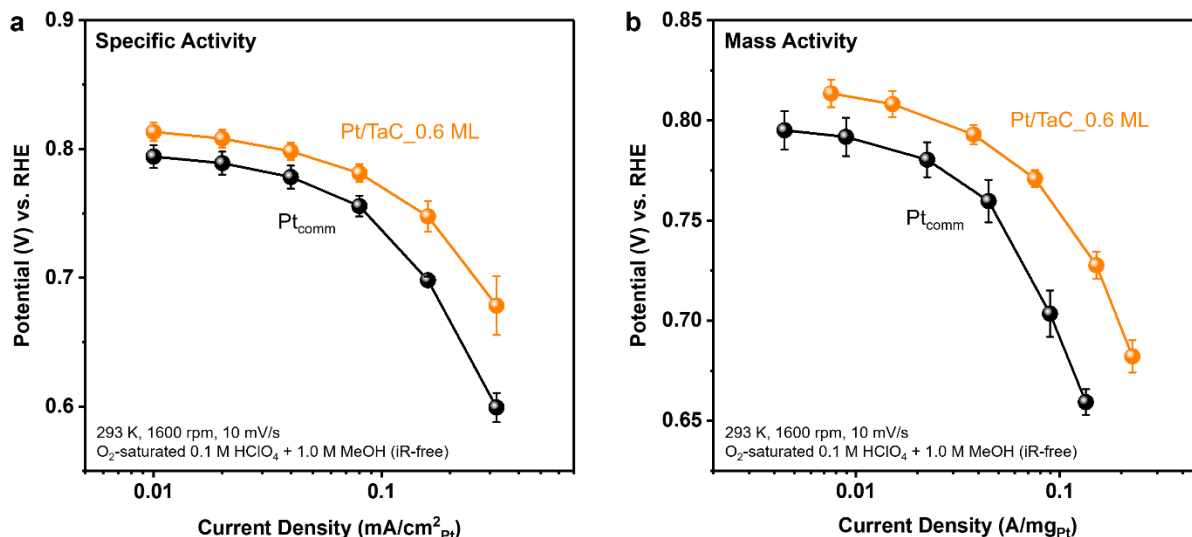 a
Specific Activity
0.9
0.8
0.7
0.6
Potential (V) vs. RHE
Pt/TaC_0.6 ML
Pt_comm
293 K, 1600 rpm, 10 mV/s
O₂-saturated 0.1 M HClO₄ + 1.0 M MeOH (iR-free)
0.01
0.1
Current Density (mA/cm²_Pt)
b
Mass Activity
0.85
0.80
0.75
0.70
0.65
Potential (V) vs. RHE
Pt/TaC_0.6 ML
Pt_comm
293 K, 1600 rpm, 10 mV/s
O₂-saturated 0.1 M HClO₄ + 1.0 M MeOH (iR-free)
0.01
0.1
Current Density (A/mg_Pt)